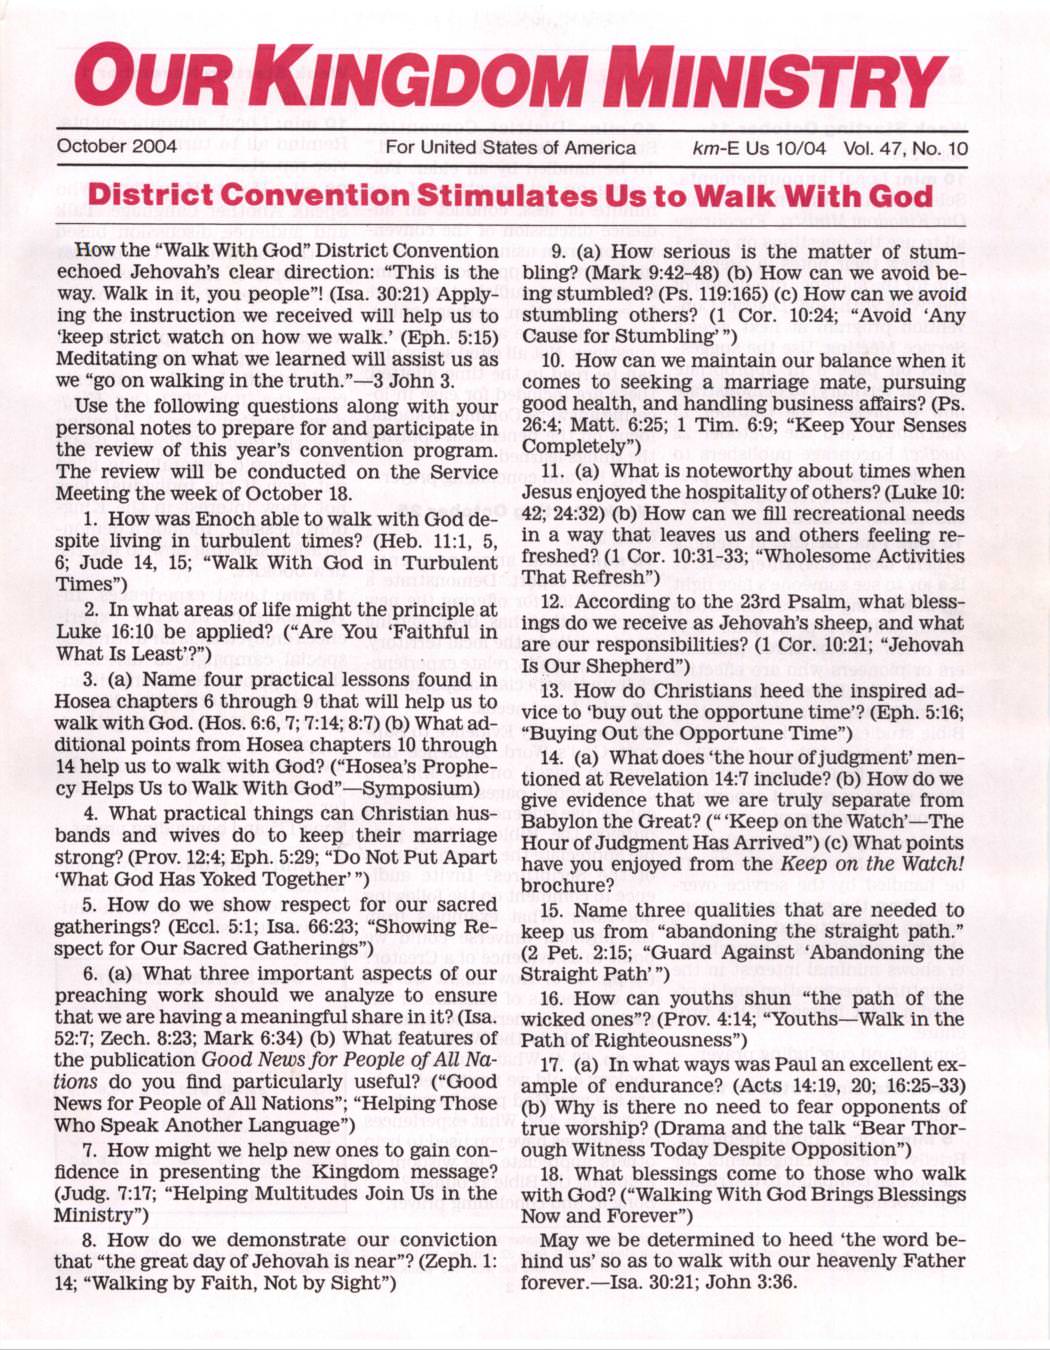 OUR KINGDOM MINISTRY
October 2004 For United States of America km-E Us 10/04 Vol. 47, No. 10
District Convention Stimulates Us to Walk With God
How the “Walk With God” District Convention
echoed Jehovah’s clear direction: “This is the
way. Walk in it, you people”! (Isa. 30:21) Apply-
ing the instruction we received will help us to
‘keep strict watch on how we walk.’ (Eph. 5:15)
Meditating on what we learned will assist us as
we “go on walking in the truth.”—3 John 3.
Use the following questions along with your
personal notes to prepare for and participate in
the review of this year’s convention program.
The review will be conducted on the Service
Meeting the week of October 18.
1. How was Enoch able to walk with God de-
spite living in turbulent times? (Heb. 11:1, 5,
6; Jude 14, 15; “Walk With God in Turbulent
Times”)
2. In what areas of life might the principle at
Luke 16:10 be applied? (“Are You ‘Faithful in
What Is Least’?”)
3. (a) Name four practical lessons found in
Hosea chapters 6 through 9 that will help us to
walk with God. (Hos. 6:6, 7; 7:14; 8:7) (b) What ad-
ditional points from Hosea chapters 10 through
14 help us to walk with God? (“Hosea’s Prophe-
cy Helps Us to Walk With God”—Symposium)
4. What practical things can Christian hus-
bands and wives do to keep their marriage
strong? (Prov. 12:4; Eph. 5:29; “Do Not Put Apart
‘What God Has Yoked Together’ ”)
5. How do we show respect for our sacred
gatherings? (Eccl. 5:1; Isa. 66:23; “Showing Re-
spect for Our Sacred Gatherings”)
6. (a) What three important aspects of our
preaching work should we analyze to ensure
that we are having a meaningful share in it? (Isa.
52:7; Zech. 8:23; Mark 6:34) (b) What features of
the publication Good News for People of All Na-
tions do you find particularly useful? (“Good
News for People of All Nations”; “Helping Those
Who Speak Another Language”)
7. How might we help new ones to gain con-
fidence in presenting the Kingdom message?
(Judg. 7:17; “Helping Multitudes Join Us in the
Ministry”)
8. How do we demonstrate our conviction
that “the great day of Jehovah is near”? (Zeph. 1:
14; “Walking by Faith, Not by Sight”)
9. (a) How serious is the matter of stum-
bling? (Mark 9:42-48) (b) How can we avoid be-
ing stumbled? (Ps. 119:165) (c) How can we avoid
stumbling others? (1 Cor. 10:24; “Avoid ‘Any
Cause for Stumbling’ ”)
10. How can we maintain our balance when it
comes to seeking a marriage mate, pursuing
good health, and handling business affairs? (Ps.
26:4; Matt. 6:25; 1 Tim. 6:9; “Keep Your Senses
Completely”)
11. (a) What is noteworthy about times when
Jesus enjoyed the hospitality of others? (Luke 10:
42; 24:32) (b) How can we fill recreational needs
in a way that leaves us and others feeling re-
freshed? (1 Cor. 10:31-33; “Wholesome Activities
That Refresh”)
12. According to the 23rd Psalm, what bless-
ings do we receive as Jehovah’s sheep, and what
are our responsibilities? (1 Cor. 10:21; “Jehovah
Is Our Shepherd”)
13. How do Christians heed the inspired ad-
vice to ‘buy out the opportune time’? (Eph. 5:16;
“Buying Out the Opportune Time”)
14. (a) What does ‘the hour of judgment’ men-
tioned at Revelation 14:7 include? (b) How do we
give evidence that we are truly separate from
Babylon the Great? (“ ‘Keep on the Watch’—The
Hour of Judgment Has Arrived”) (c) What points
have you enjoyed from the Keep on the Watch!
brochure?
15. Name three qualities that are needed to
keep us from “abandoning the straight path.”
(2 Pet. 2:15; “Guard Against ‘Abandoning the
Straight Path’ ”)
16. How can youths shun “the path of the
wicked ones”? (Prov. 4:14; “Youths—Walk in the
Path of Righteousness”)
17. (a) In what ways was Paul an excellent ex-
ample of endurance? (Acts 14:19, 20; 16:25-33)
(b) Why is there no need to fear opponents of
true worship? (Drama and the talk “Bear Thor-
ough Witness Today Despite Opposition”)
18. What blessings come to those who walk
with God? (“Walking With God Brings Blessings
Now and Forever”)
May we be determined to heed ‘the word be-
hind us’ so as to walk with our heavenly Father
forever.—Isa. 30:21; John 3:36.